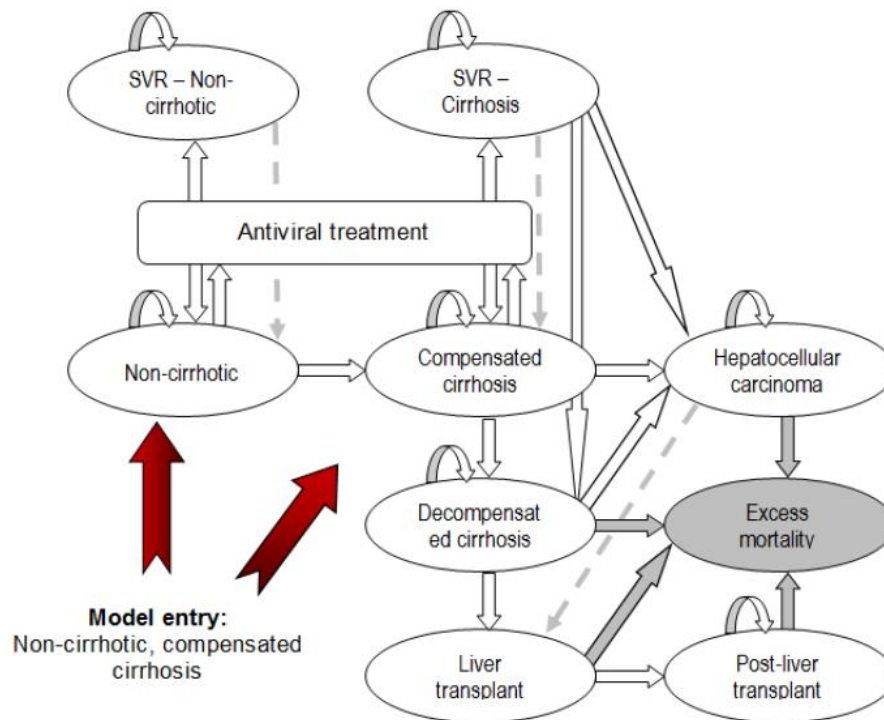 SVR – Non-
cirrhotic
SVR –
Cirrhosis
Antiviral treatment
Non-cirrhotic
Compensated
cirrhosis
Hepatocellular
carcinoma
Decompensat
ed cirrhosis
Excess
mortality
Model entry:
Non-cirrhotic, compensated
cirrhosis
Liver
transplant
Post-liver
transplant